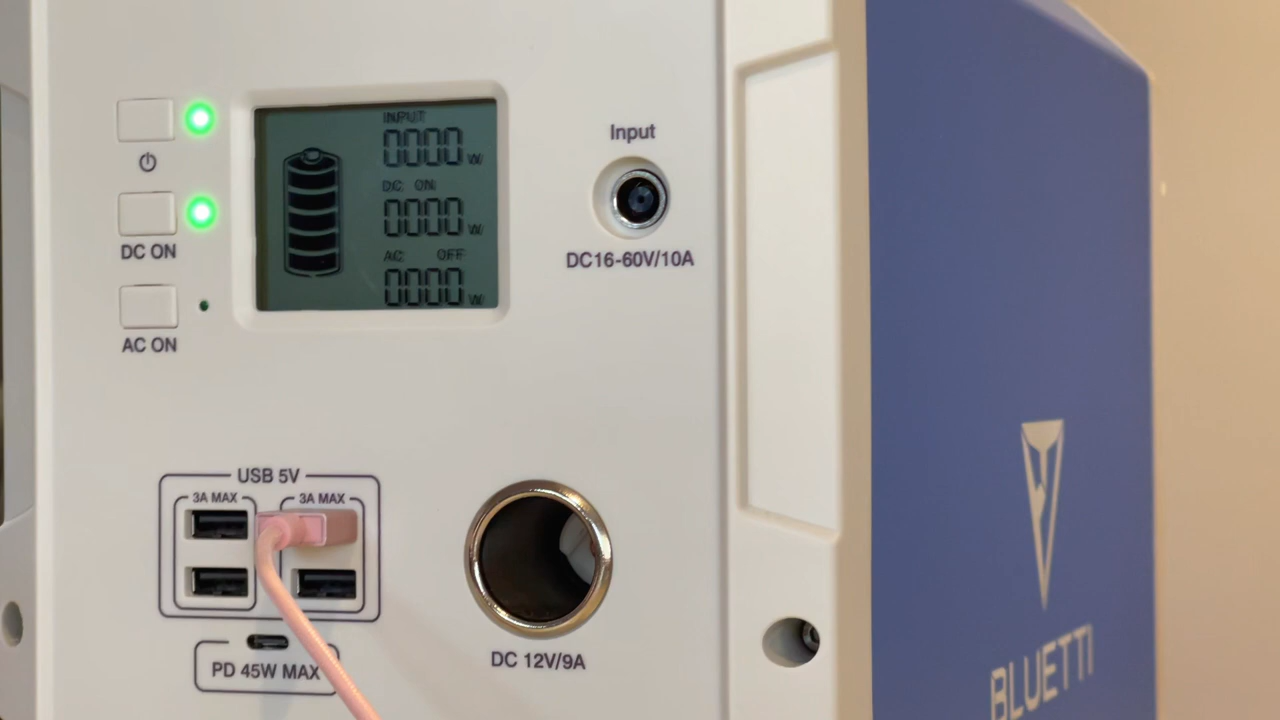 INPUT
0000 W
DC ON
0000 W
AC OFF
0000 W
DC ON
AC ON
Input
DC16-60V/10A
USB 5V
3A MAX
3A MAX
PD 45W MAX
DC 12V/9A
BLUETTI